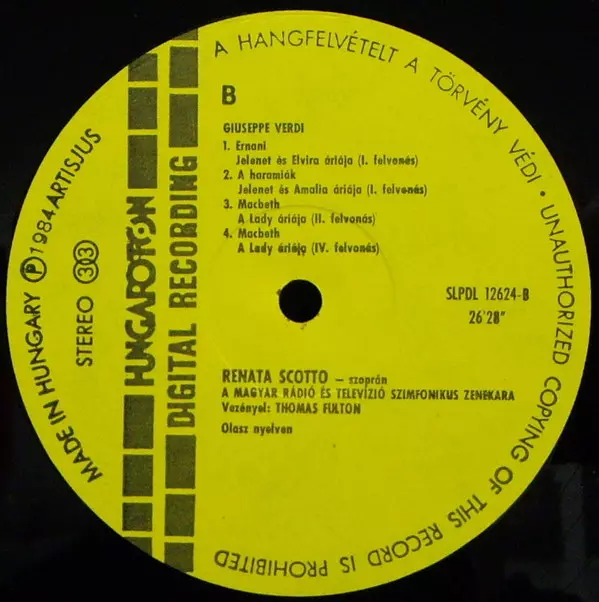 A HANGFELVÉTELT A TÖRVÉNY VÉDI • UNAUTHORIZED COPYING OF THIS RECORD IS PROHIBITED
MADE IN HUNGARY Ⓟ 1984 ARTISJUS
STEREO 33
HUNGAROTON
DIGITAL RECORDING
B
GIUSEPPE VERDI
1. Ernani
Jelenet és Elvira áriája (I. felvonás)
2. A haramiák
Jelenet és Amalia áriája (I. felvonás)
3. Macbeth
A Lady áriája (II. felvonás)
4. Macbeth
A Lady áriája (IV. felvonás)
SLPDL 12624-B
26'28"
RENATA SCOTTO – szoprán
A MAGYAR RÁDIÓ ÉS TELEVÍZIÓ SZIMFONIKUS ZENEKARA
Vezényel: THOMAS FULTON
Olasz nyelven